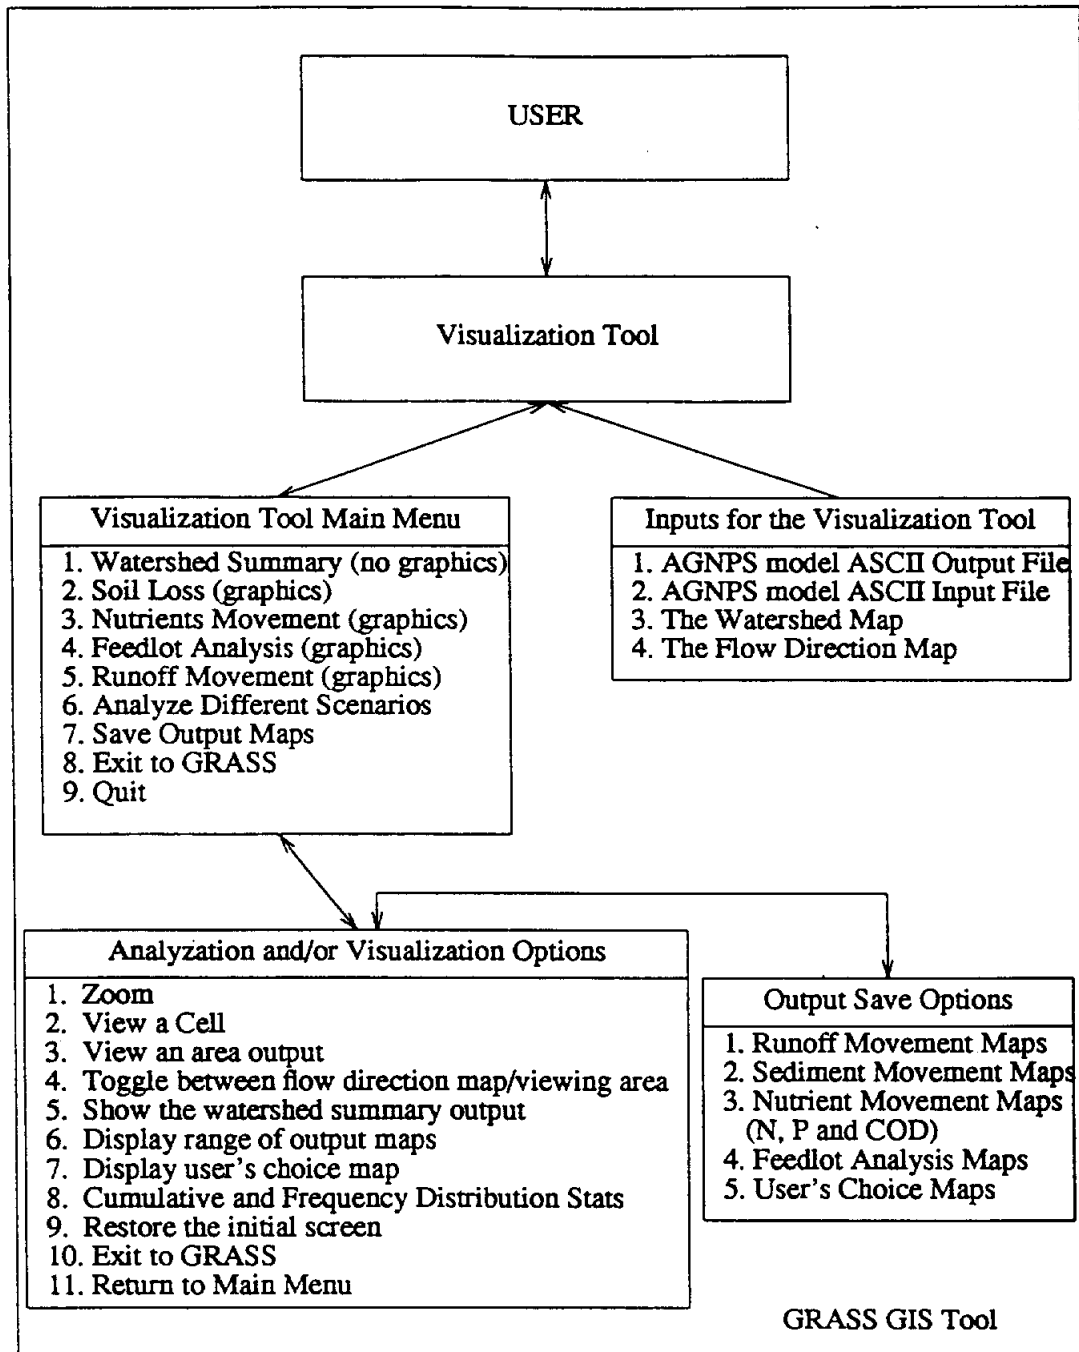 USER
Visualization Tool
Visualization Tool Main Menu
1. Watershed Summary (no graphics)
2. Soil Loss (graphics)
3. Nutrients Movement (graphics)
4. Feedlot Analysis (graphics)
5. Runoff Movement (graphics)
6. Analyze Different Scenarios
7. Save Output Maps
8. Exit to GRASS
9. Quit
Inputs for the Visualization Tool
1. AGNPS model ASCII Output File
2. AGNPS model ASCII Input File
3. The Watershed Map
4. The Flow Direction Map
Analyzation and/or Visualization Options
1. Zoom
2. View a Cell
3. View an area output
4. Toggle between flow direction map/viewing area
5. Show the watershed summary output
6. Display range of output maps
7. Display user's choice map
8. Cumulative and Frequency Distribution Stats
9. Restore the initial screen
10. Exit to GRASS
11. Return to Main Menu
Output Save Options
1. Runoff Movement Maps
2. Sediment Movement Maps
3. Nutrient Movement Maps
(N, P and COD)
4. Feedlot Analysis Maps
5. User's Choice Maps
GRASS GIS Tool